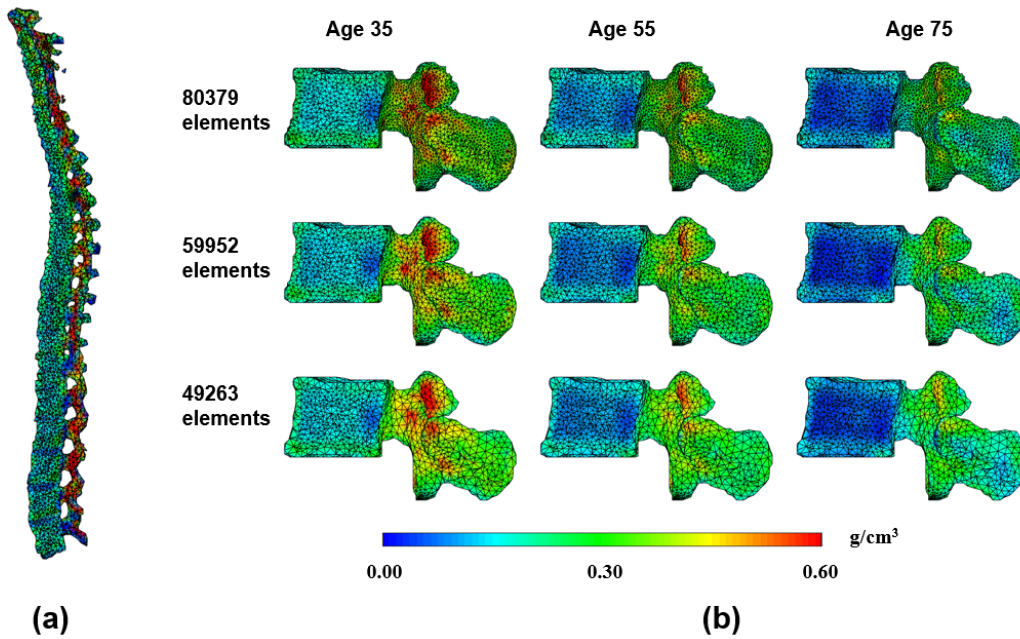 Age 35 Age 55 Age 75
80379
elements
59952
elements
49263
elements
g/cm³
0.00 0.30 0.60
(a) (b)